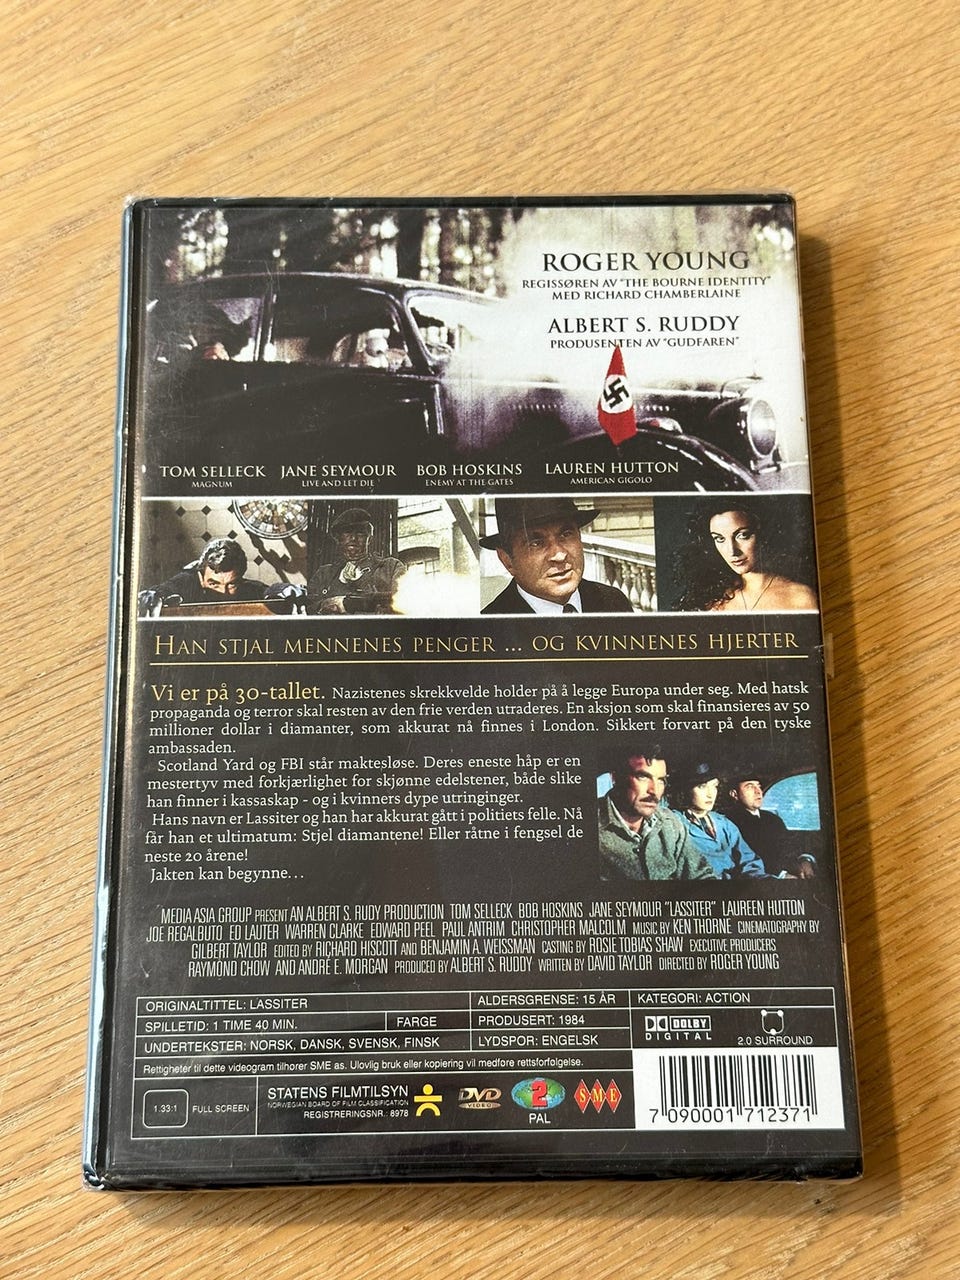 ROGER YOUNG
REGISSØREN AV "THE BOURNE IDENTITY"
MED RICHARD CHAMBERLAINE
ALBERT S. RUDDY
PRODUSENTEN AV "GUDFAREN"
TOM SELLECK JANE SEYMOUR BOB HOSKINS LAUREN HUTTON
MAGNUM LIVE AND LET DIE ENEMY AT THE GATES AMERICAN GIGOLO
HAN STJAL MENNENES PENGER ... OG KVINNENES HJERTER
Vi er på 30-tallet. Nazistenes skrekkvelde holder på å legge Europa under seg. Med hatsk
propaganda og terror skal resten av den frie verden utraderes. En aksjon som skal finansieres av 50
millioner dollar i diamanter, som akkurat nå finnes i London. Sikkert forvart på den tyske
ambassaden.
Scotland Yard og FBI står maktesløse. Deres eneste håp er en
mestertyv med forkjærlighet for skjønne edelstener, både slike
han finner i kassaskap - og i kvinners dype utringinger.
Hans navn er Lassiter og han har akkurat gått i politiets felle. Nå
får han et ultimatum: Stjel diamantene! Eller råtne i fengsel de
neste 20 årene!
Jakten kan begynne...
MEDIA ASIA GROUP PRESENT AN ALBERT S. RUDY PRODUCTION TOM SELLECK BOB HOSKINS JANE SEYMOUR "LASSITER" LAUREEN HUTTON
JOE REGALBUTO ED LAUTER WARREN CLARKE EDWARD PEEL PAUL ANTRIM CHRISTOPHER MALCOLM MUSIC BY KEN THORNE CINEMATOGRAPHY BY
GILBERT TAYLOR EDITED BY RICHARD HISCOTT AND BENJAMIN A. WEISSMAN CASTING BY ROSIE TOBIAS SHAW EXECUTIVE PRODUCERS
RAYMOND CHOW AND ANDRÉ E. MORGAN PRODUCED BY ALBERT S. RUDDY WRITTEN BY DAVID TAYLOR DIRECTED BY ROGER YOUNG
ORIGINALTITTEL: LASSITER ALDERSGRENSE: 15 ÅR KATEGORI: ACTION
SPILLETID: 1 TIME 40 MIN. FARGE PRODUSERT: 1984
UNDERTEKSTER: NORSK, DANSK, SVENSK, FINSK LYDSPOR: ENGELSK
DOLBY
DIGITAL 2.0 SURROUND
Rettigheter til dette videogram tilhorer SME as. Ulovlig bruk eller kopiering vil medføre rettsforfølgelse.
1.33:1 FULL SCREEN
STATENS FILMTILSYN
NORWEGIAN BOARD OF FILM CLASSIFICATION
REGISTRERINGSNR.: 8978
DVD
VIDEO
2
PAL
SME
7 090001 712371